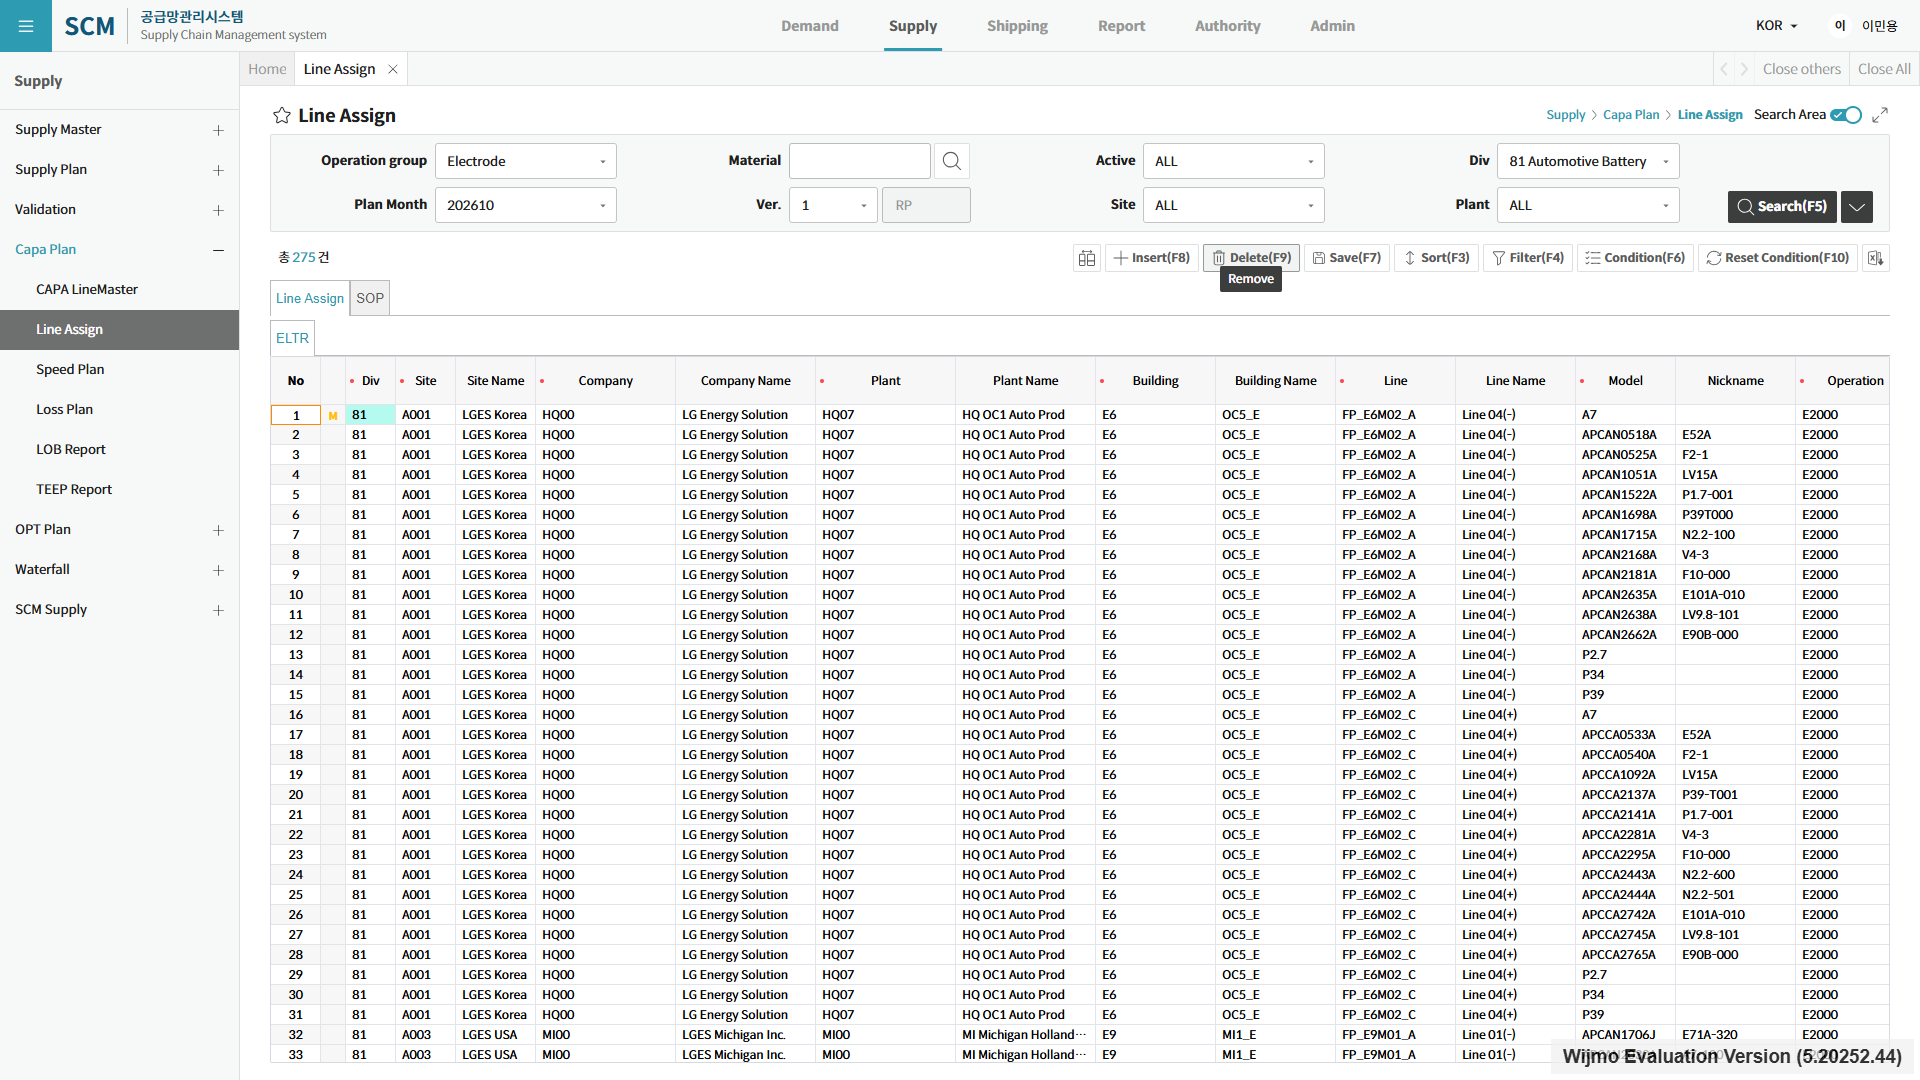 SCM 공급망관리시스템
Supply Chain Management system
Demand Supply Shipping Report Authority Admin
KOR 이 이민용
Supply
Home Line Assign
Close others Close All
Supply Master
Supply Plan
Validation
Capa Plan
CAPA LineMaster
Line Assign
Speed Plan
Loss Plan
LOB Report
TEEP Report
OPT Plan
Waterfall
SCM Supply
Line Assign
Supply > Capa Plan > Line Assign Search Area
Operation group Electrode Material Active ALL Div 81 Automotive Battery
Plan Month 202610 Ver. 1 RP Site ALL Plant ALL Search(F5)
총 275 건
Insert(F8) Delete(F9) Save(F7) Sort(F3) Filter(F4) Condition(F6) Reset Condition(F10)
Remove
Line Assign SOP
ELTR
No Div Site Site Name Company Company Name Plant Plant Name Building Building Name Line Line Name Model Nickname Operation
1 M 81 A001 LGES Korea HQ00 LG Energy Solution HQ07 HQ OC1 Auto Prod E6 OC5_E FP_E6M02_A Line 04(-) A7 E2000
2 81 A001 LGES Korea HQ00 LG Energy Solution HQ07 HQ OC1 Auto Prod E6 OC5_E FP_E6M02_A Line 04(-) APCAN0518A E52A E2000
3 81 A001 LGES Korea HQ00 LG Energy Solution HQ07 HQ OC1 Auto Prod E6 OC5_E FP_E6M02_A Line 04(-) APCAN0525A F2-1 E2000
4 81 A001 LGES Korea HQ00 LG Energy Solution HQ07 HQ OC1 Auto Prod E6 OC5_E FP_E6M02_A Line 04(-) APCAN1051A LV15A E2000
5 81 A001 LGES Korea HQ00 LG Energy Solution HQ07 HQ OC1 Auto Prod E6 OC5_E FP_E6M02_A Line 04(-) APCAN1522A P1.7-001 E2000
6 81 A001 LGES Korea HQ00 LG Energy Solution HQ07 HQ OC1 Auto Prod E6 OC5_E FP_E6M02_A Line 04(-) APCAN1698A P39T000 E2000
7 81 A001 LGES Korea HQ00 LG Energy Solution HQ07 HQ OC1 Auto Prod E6 OC5_E FP_E6M02_A Line 04(-) APCAN1715A N2.2-100 E2000
8 81 A001 LGES Korea HQ00 LG Energy Solution HQ07 HQ OC1 Auto Prod E6 OC5_E FP_E6M02_A Line 04(-) APCAN2168A V4-3 E2000
9 81 A001 LGES Korea HQ00 LG Energy Solution HQ07 HQ OC1 Auto Prod E6 OC5_E FP_E6M02_A Line 04(-) APCAN2181A F10-000 E2000
10 81 A001 LGES Korea HQ00 LG Energy Solution HQ07 HQ OC1 Auto Prod E6 OC5_E FP_E6M02_A Line 04(-) APCAN2635A E101A-010 E2000
11 81 A001 LGES Korea HQ00 LG Energy Solution HQ07 HQ OC1 Auto Prod E6 OC5_E FP_E6M02_A Line 04(-) APCAN2638A LV9.8-101 E2000
12 81 A001 LGES Korea HQ00 LG Energy Solution HQ07 HQ OC1 Auto Prod E6 OC5_E FP_E6M02_A Line 04(-) APCAN2662A E90B-000 E2000
13 81 A001 LGES Korea HQ00 LG Energy Solution HQ07 HQ OC1 Auto Prod E6 OC5_E FP_E6M02_A Line 04(-) P2.7 E2000
14 81 A001 LGES Korea HQ00 LG Energy Solution HQ07 HQ OC1 Auto Prod E6 OC5_E FP_E6M02_A Line 04(-) P34 E2000
15 81 A001 LGES Korea HQ00 LG Energy Solution HQ07 HQ OC1 Auto Prod E6 OC5_E FP_E6M02_A Line 04(-) P39 E2000
16 81 A001 LGES Korea HQ00 LG Energy Solution HQ07 HQ OC1 Auto Prod E6 OC5_E FP_E6M02_C Line 04(+) A7 E2000
17 81 A001 LGES Korea HQ00 LG Energy Solution HQ07 HQ OC1 Auto Prod E6 OC5_E FP_E6M02_C Line 04(+) APCCA0533A E52A E2000
18 81 A001 LGES Korea HQ00 LG Energy Solution HQ07 HQ OC1 Auto Prod E6 OC5_E FP_E6M02_C Line 04(+) APCCA0540A F2-1 E2000
19 81 A001 LGES Korea HQ00 LG Energy Solution HQ07 HQ OC1 Auto Prod E6 OC5_E FP_E6M02_C Line 04(+) APCCA1092A LV15A E2000
20 81 A001 LGES Korea HQ00 LG Energy Solution HQ07 HQ OC1 Auto Prod E6 OC5_E FP_E6M02_C Line 04(+) APCCA2137A P39-T001 E2000
21 81 A001 LGES Korea HQ00 LG Energy Solution HQ07 HQ OC1 Auto Prod E6 OC5_E FP_E6M02_C Line 04(+) APCCA2141A P1.7-001 E2000
22 81 A001 LGES Korea HQ00 LG Energy Solution HQ07 HQ OC1 Auto Prod E6 OC5_E FP_E6M02_C Line 04(+) APCCA2281A V4-3 E2000
23 81 A001 LGES Korea HQ00 LG Energy Solution HQ07 HQ OC1 Auto Prod E6 OC5_E FP_E6M02_C Line 04(+) APCCA2295A F10-000 E2000
24 81 A001 LGES Korea HQ00 LG Energy Solution HQ07 HQ OC1 Auto Prod E6 OC5_E FP_E6M02_C Line 04(+) APCCA2443A N2.2-600 E2000
25 81 A001 LGES Korea HQ00 LG Energy Solution HQ07 HQ OC1 Auto Prod E6 OC5_E FP_E6M02_C Line 04(+) APCCA2444A N2.2-501 E2000
26 81 A001 LGES Korea HQ00 LG Energy Solution HQ07 HQ OC1 Auto Prod E6 OC5_E FP_E6M02_C Line 04(+) APCCA2742A E101A-010 E2000
27 81 A001 LGES Korea HQ00 LG Energy Solution HQ07 HQ OC1 Auto Prod E6 OC5_E FP_E6M02_C Line 04(+) APCCA2745A LV9.8-101 E2000
28 81 A001 LGES Korea HQ00 LG Energy Solution HQ07 HQ OC1 Auto Prod E6 OC5_E FP_E6M02_C Line 04(+) APCCA2765A E90B-000 E2000
29 81 A001 LGES Korea HQ00 LG Energy Solution HQ07 HQ OC1 Auto Prod E6 OC5_E FP_E6M02_C Line 04(+) P2.7 E2000
30 81 A001 LGES Korea HQ00 LG Energy Solution HQ07 HQ OC1 Auto Prod E6 OC5_E FP_E6M02_C Line 04(+) P34 E2000
31 81 A001 LGES Korea HQ00 LG Energy Solution HQ07 HQ OC1 Auto Prod E6 OC5_E FP_E6M02_C Line 04(+) P39 E2000
32 81 A003 LGES USA MI00 LGES Michigan Inc. MI00 MI Michigan Holland… E9 MI1_E FP_E9M01_A Line 01(-) APCAN1706J E71A-320 E2000
33 81 A003 LGES USA MI00 LGES Michigan Inc. MI00 MI Michigan Holland… E9 MI1_E FP_E9M01_A Line 01(-)
Wijmo Evaluation Version (5.20252.44)